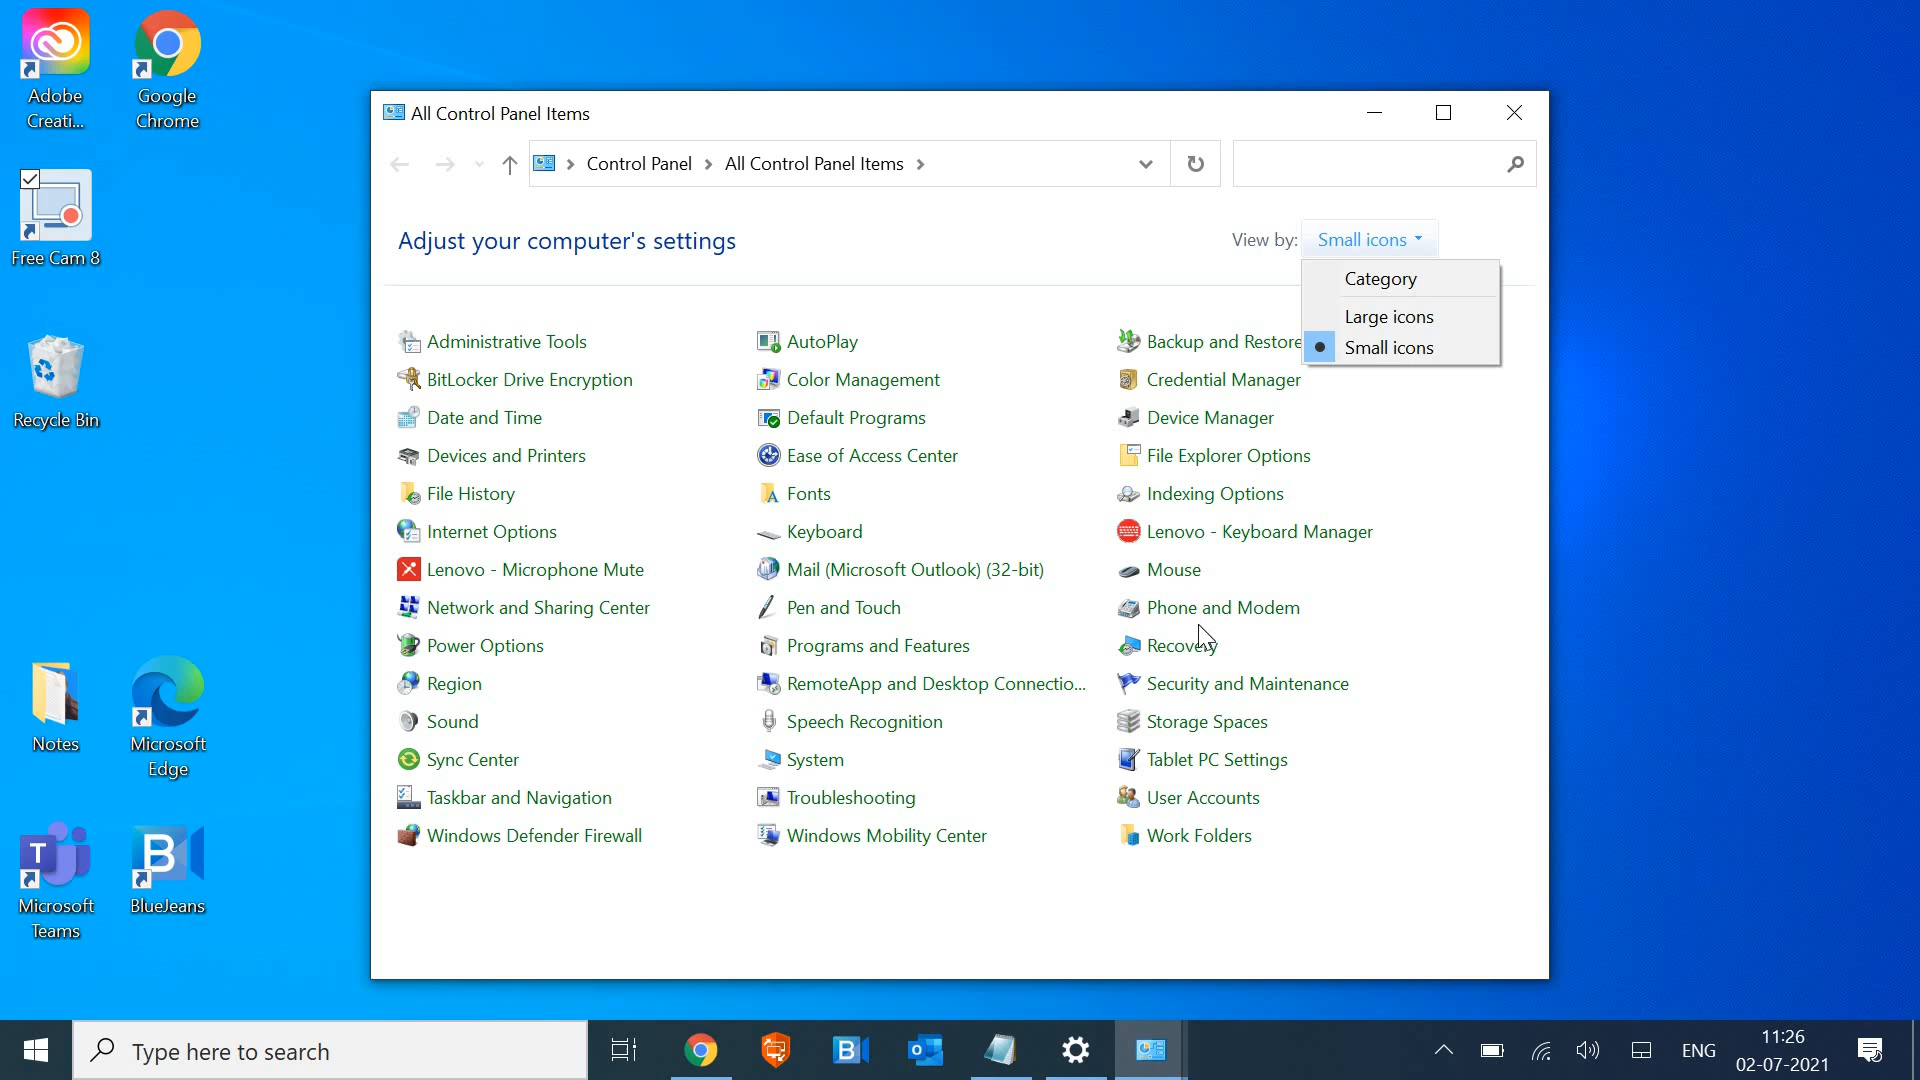 Adobe
Creati...
Google
Chrome
Free Cam 8
Recycle Bin
Notes
Microsoft
Edge
Microsoft
Teams
BlueJeans
All Control Panel Items
Control Panel
All Control Panel Items
Adjust your computer's settings
View by:
Small icons
Category
Large icons
Small icons
Administrative Tools
AutoPlay
Backup and Restore
BitLocker Drive Encryption
Color Management
Credential Manager
Date and Time
Default Programs
Device Manager
Devices and Printers
Ease of Access Center
File Explorer Options
File History
Fonts
Indexing Options
Internet Options
Keyboard
Lenovo - Keyboard Manager
Lenovo - Microphone Mute
Mail (Microsoft Outlook) (32-bit)
Mouse
Network and Sharing Center
Pen and Touch
Phone and Modem
Power Options
Programs and Features
Recovery
Region
RemoteApp and Desktop Connectio...
Security and Maintenance
Sound
Speech Recognition
Storage Spaces
Sync Center
System
Tablet PC Settings
Taskbar and Navigation
Troubleshooting
User Accounts
Windows Defender Firewall
Windows Mobility Center
Work Folders
Type here to search
ENG
11:26
02-07-2021